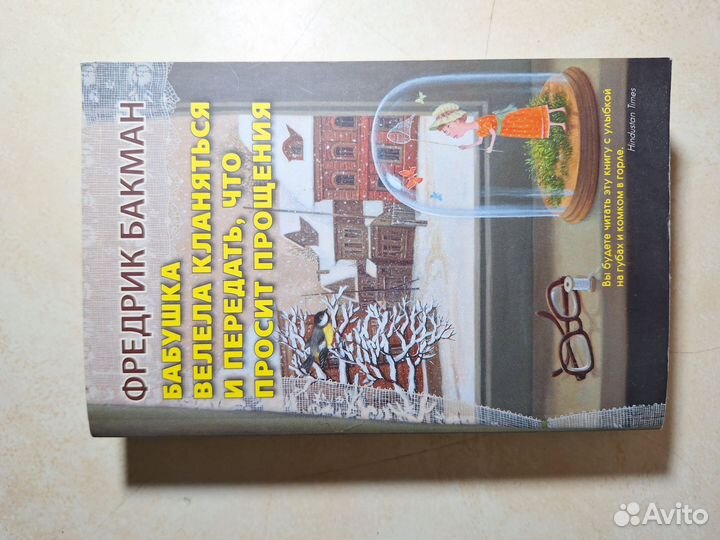 ФРЕДРИК БАКМАН
БАБУШКА
ВЕЛЕЛА КЛАНЯТЬСЯ
И ПЕРЕДАТЬ, ЧТО
ПРОСИТ ПРОЩЕНИЯ
Вы будете читать эту книгу с улыбкой
на губах и комком в горле.
Hindustan Times
Avito